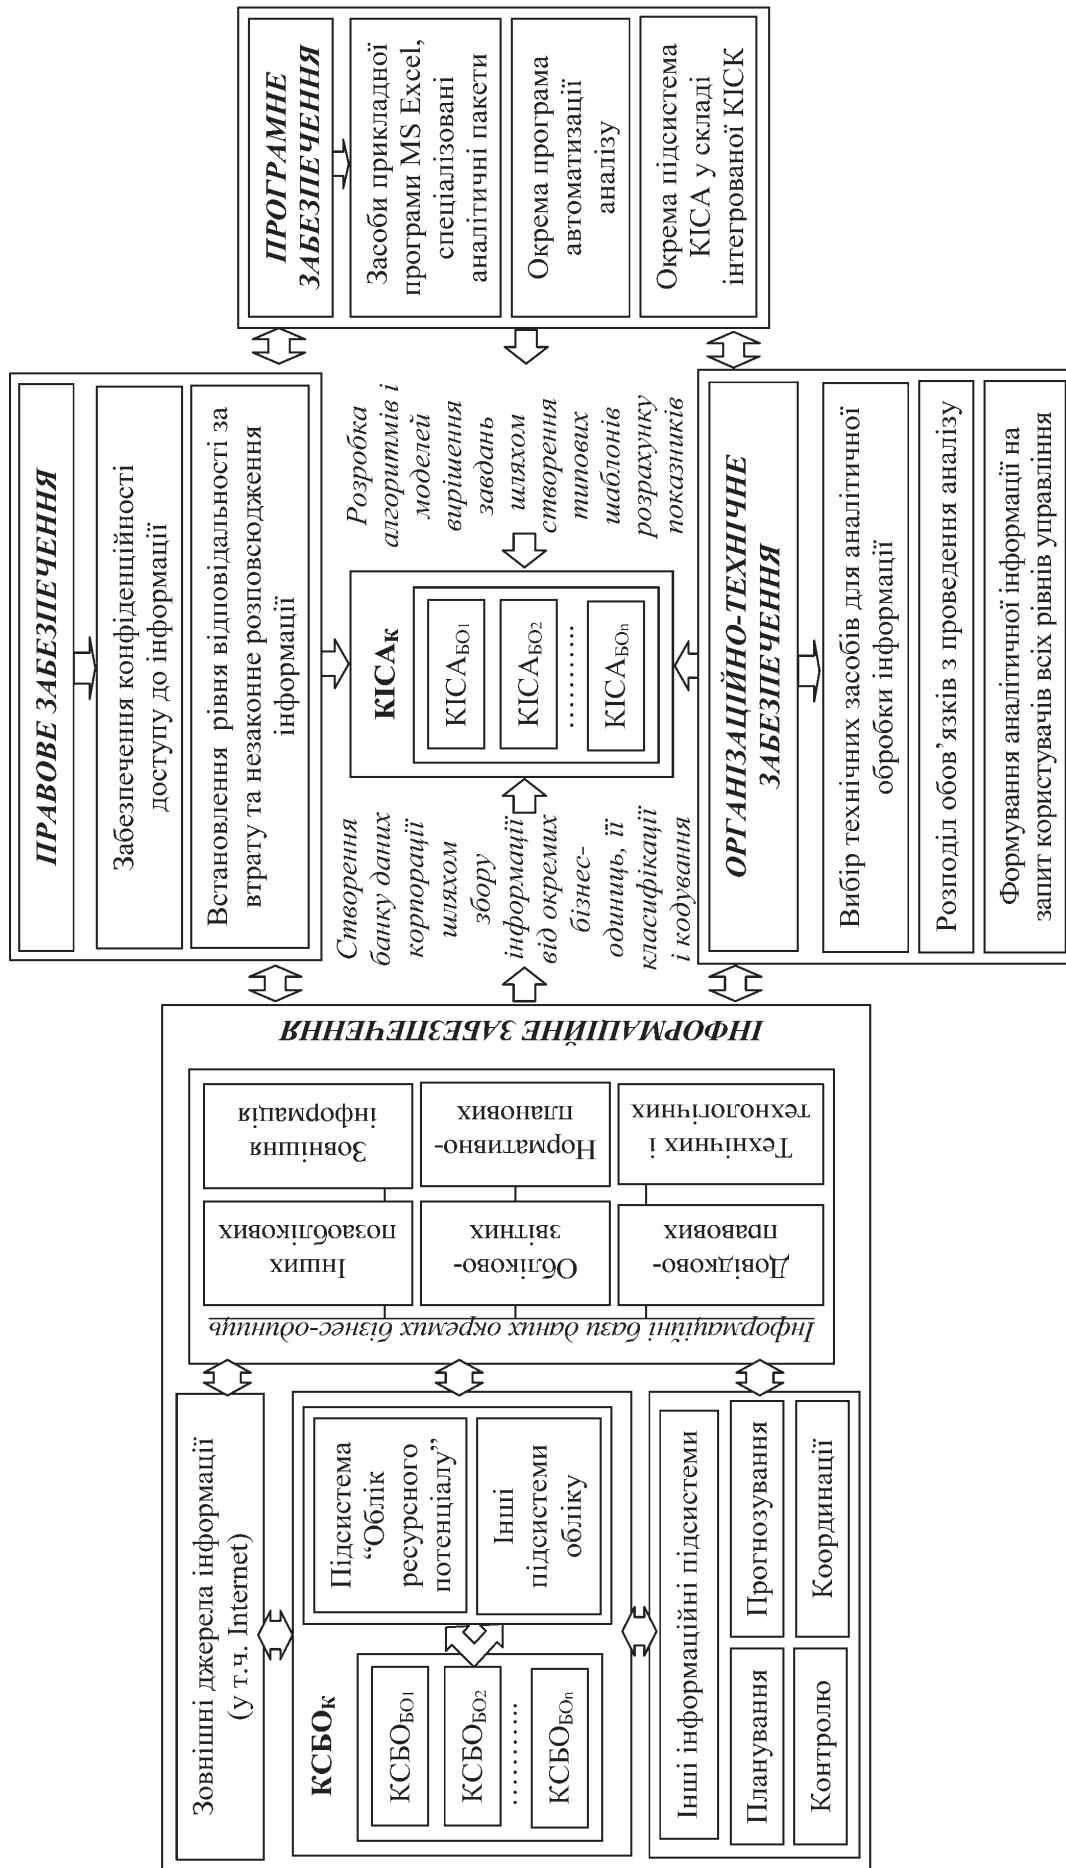 ПРАВОВЕ ЗАБЕЗПЕЧЕННЯ
Забезпечення конфіденційності
доступу до інформації
Встановлення рівня відповідальності за
втрату та незаконне розповсюдження
інформації
Зовнішні джерела інформації
(у т.ч. Internet)
КСБОК
КСБОБО1
КСБОБО2
…………
КСБОБОn
Підсистема
“Облік
ресурсного
потенціалу”
Інші
підсистеми
обліку
Інші інформаційні підсистеми
Планування
Прогнозування
Контролю
Координації
ІНФОРМАЦІЙНЕ ЗАБЕЗПЕЧЕННЯ
Інформаційні бази даних окремих бізнес-одиниць
Інших
позаоблікових
Зовнішня
інформація
Обліково-
звітних
Нормативно-
планових
Довідково-
правових
Технічних і
технологічних
Створення
банку даних
корпорації
шляхом
збору
інформації
від окремих
бізнес-
одиниць, її
класифікації
і кодування
КІСАК
КІСАБО1
КІСАБО2
…………
КІСАБОn
Розробка
алгоритмів і
моделей
вирішення
завдань
шляхом
створення
типових
шаблонів
розрахунку
показників
ПРОГРАМНЕ
ЗАБЕЗПЕЧЕННЯ
Засоби прикладної
програми MS Excel,
спеціалізовані
аналітичні пакети
Окрема програма
автоматизації
аналізу
Окрема підсистема
КІСА у складі
інтегрованої КІСК
ОРГАНІЗАЦІЙНО-ТЕХНІЧНЕ
ЗАБЕЗПЕЧЕННЯ
Вибір технічних засобів для аналітичної
обробки інформації
Розподіл обов’язків з проведення аналізу
Формування аналітичної інформації на
запит користувачів всіх рівнів управління